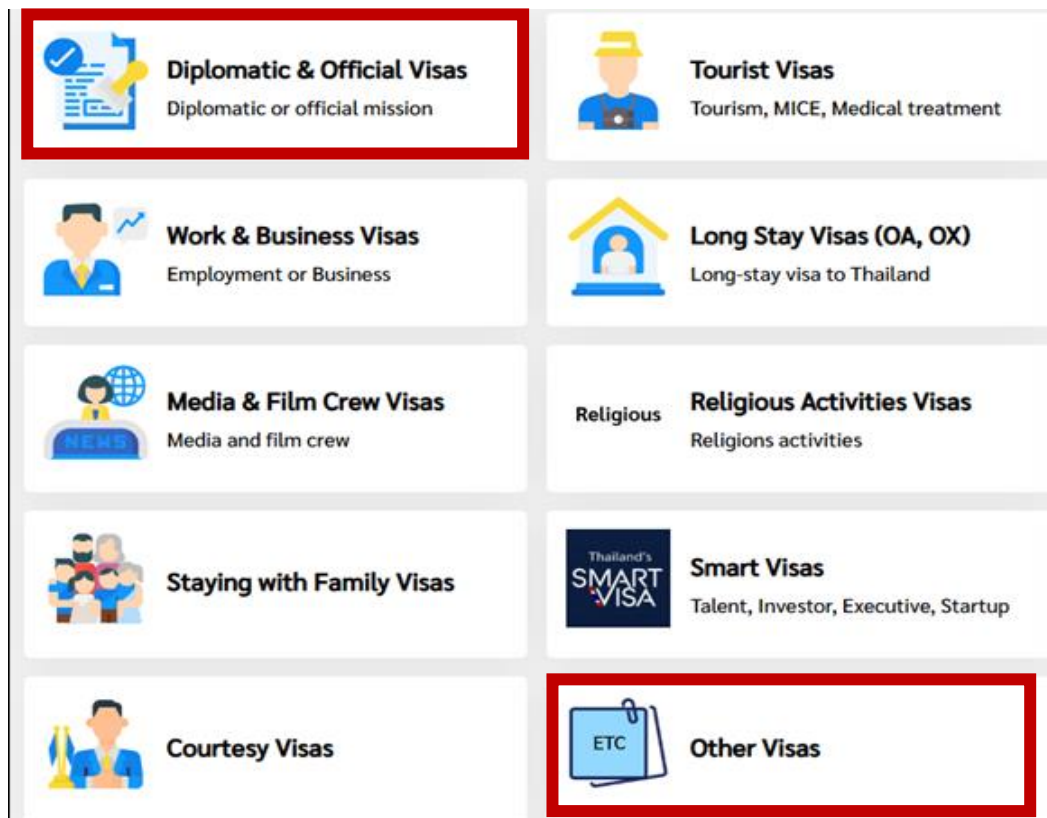 Diplomatic & Official Visas
Diplomatic or official mission
Tourist Visas
Tourism, MICE, Medical treatment
Work & Business Visas
Employment or Business
Long Stay Visas (OA, OX)
Long-stay visa to Thailand
NEWS
Media & Film Crew Visas
Media and film crew
Religious
Religious Activities Visas
Religions activities
Staying with Family Visas
Thailand's
SMART
VISA
Smart Visas
Talent, Investor, Executive, Startup
Courtesy Visas
ETC
Other Visas